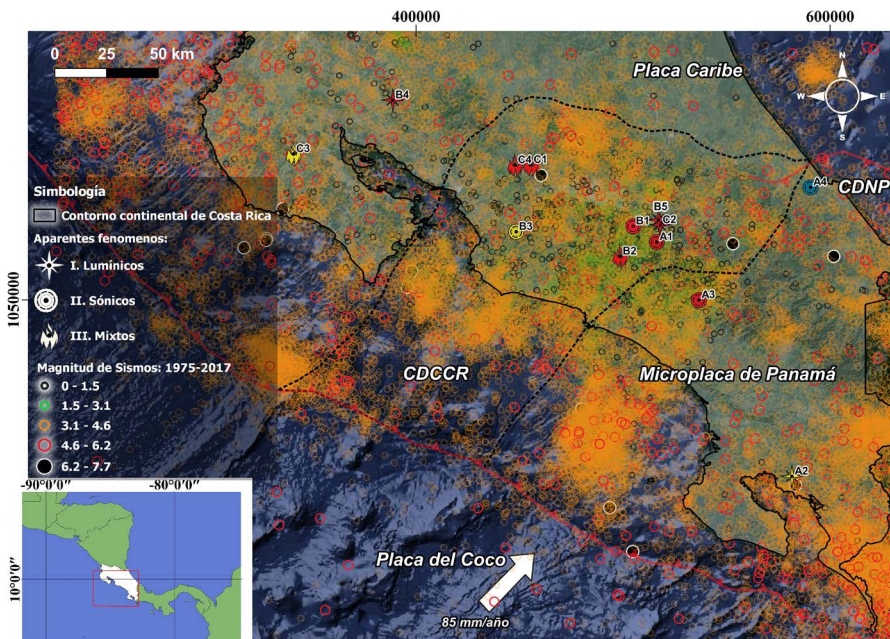 400000
600000
0 25 50 km
N
W E
S
Placa Caribe
B4
C3
C4 C1
A4
CDNP
B5
B1
C2
B3
A1
B2
A3
Simbología
Contorno continental de Costa Rica
Aparentes fenomenos:
I. Lumínicos
II. Sónicos
III. Mixtos
1050000
Magnitud de Sismos: 1975-2017
0 - 1.5
1.5 - 3.1
3.1 - 4.6
4.6 - 6.2
6.2 - 7.7
CDCCR
Microplaca de Panamá
A2
-90°0'0"
-80°0'0"
10°0'0"
Placa del Coco
85 mm/año